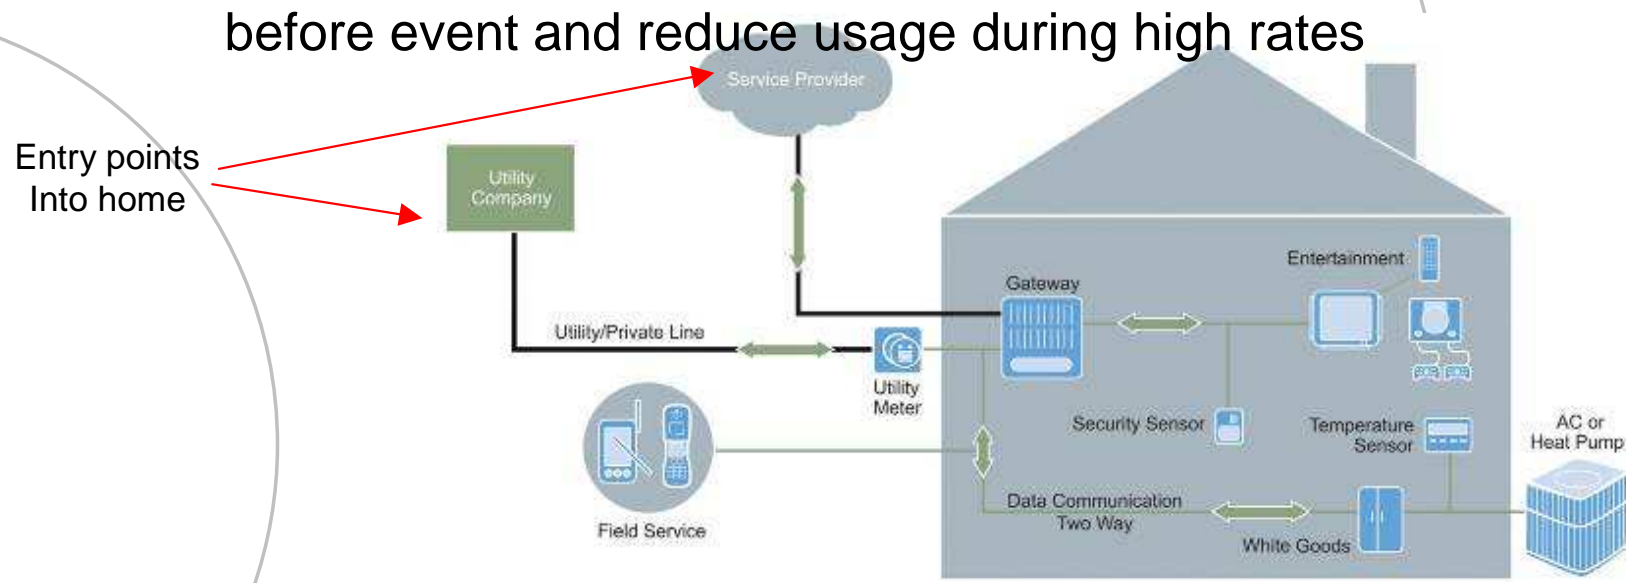 before event and reduce usage during high rates
Service Provider
Entry points
Into home
Utility
Company
Entertainment
Gateway
Utility/Private Line
Utility
Meter
Security Sensor
Temperature
Sensor
AC or
Heat Pump
Data Communication
Two Way
Field Service
White Goods